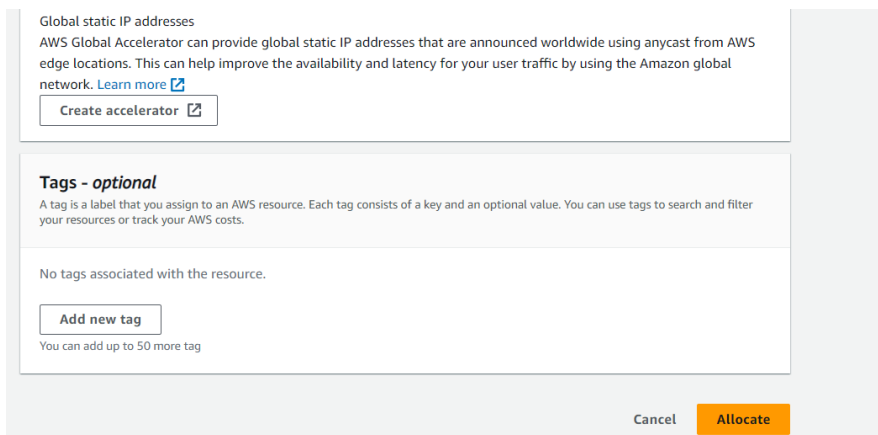 Global static IP addresses
AWS Global Accelerator can provide global static IP addresses that are announced worldwide using anycast from AWS
edge locations. This can help improve the availability and latency for your user traffic by using the Amazon global
network. Learn more
Create accelerator
Tags - optional
A tag is a label that you assign to an AWS resource. Each tag consists of a key and an optional value. You can use tags to search and filter
your resources or track your AWS costs.
No tags associated with the resource.
Add new tag
You can add up to 50 more tag
Cancel Allocate